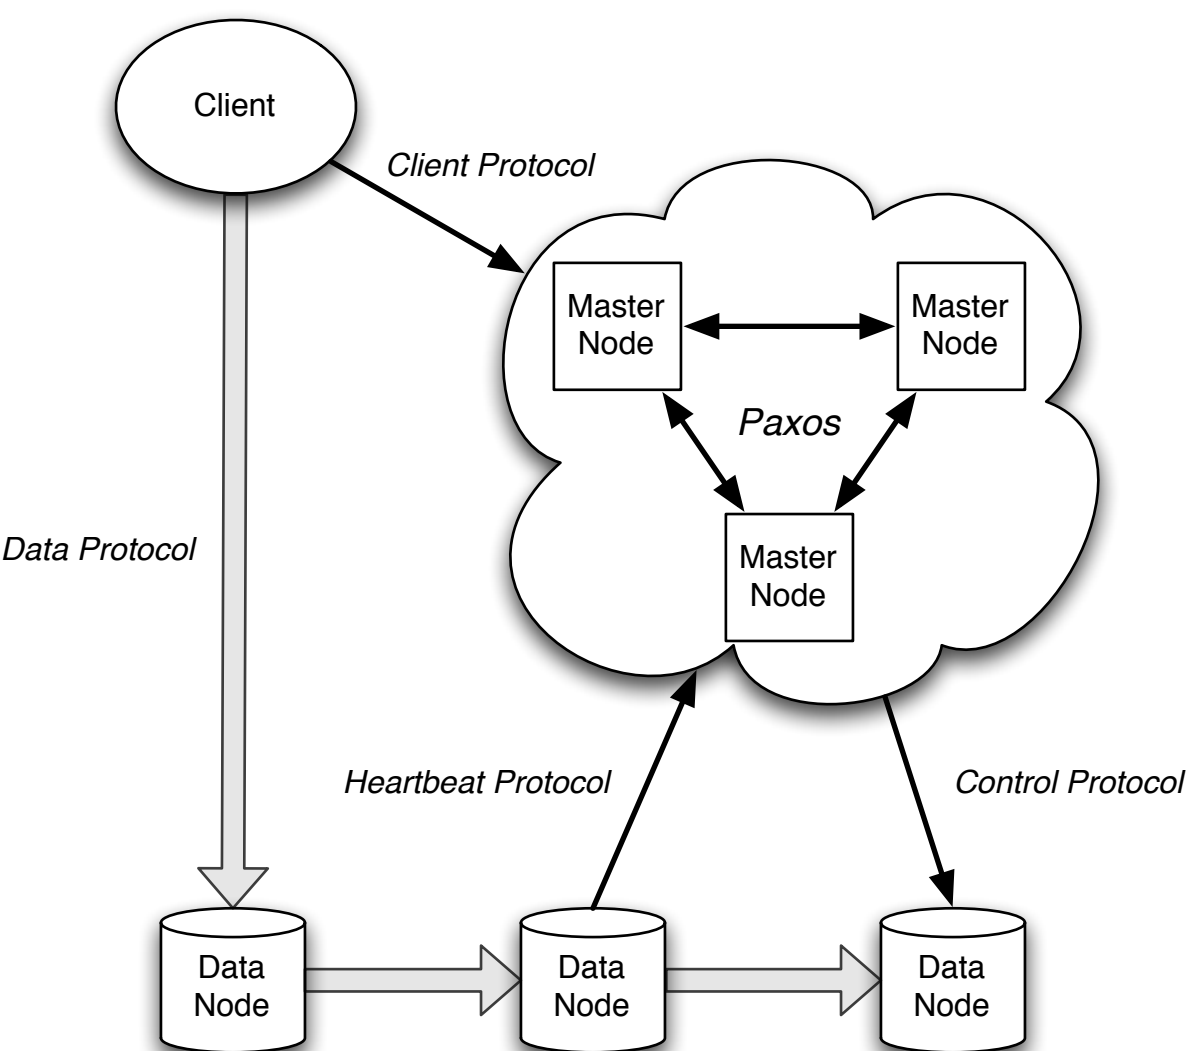 Client
Client Protocol
Master
Node
Master
Node
Paxos
Master
Node
Data Protocol
Heartbeat Protocol
Control Protocol
Data
Node
Data
Node
Data
Node